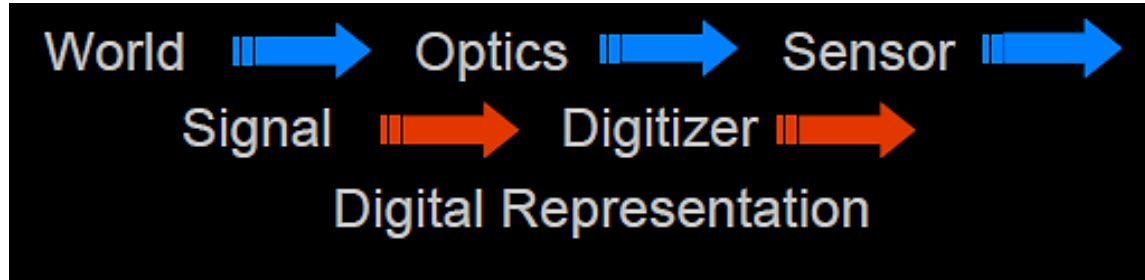 World Optics Sensor
Signal Digitizer
Digital Representation